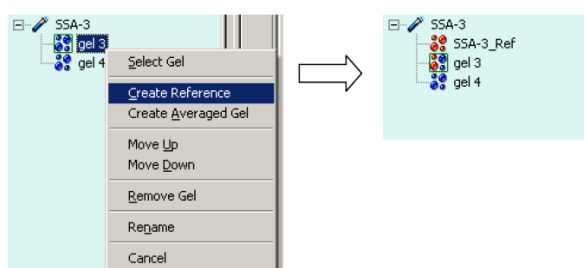 SSA-3
gel 3
gel 4
Select Gel
Create Reference
Create Averaged Gel
Move Up
Move Down
Remove Gel
Rename
Cancel
SSA-3
SSA-3_Ref
gel 3
gel 4